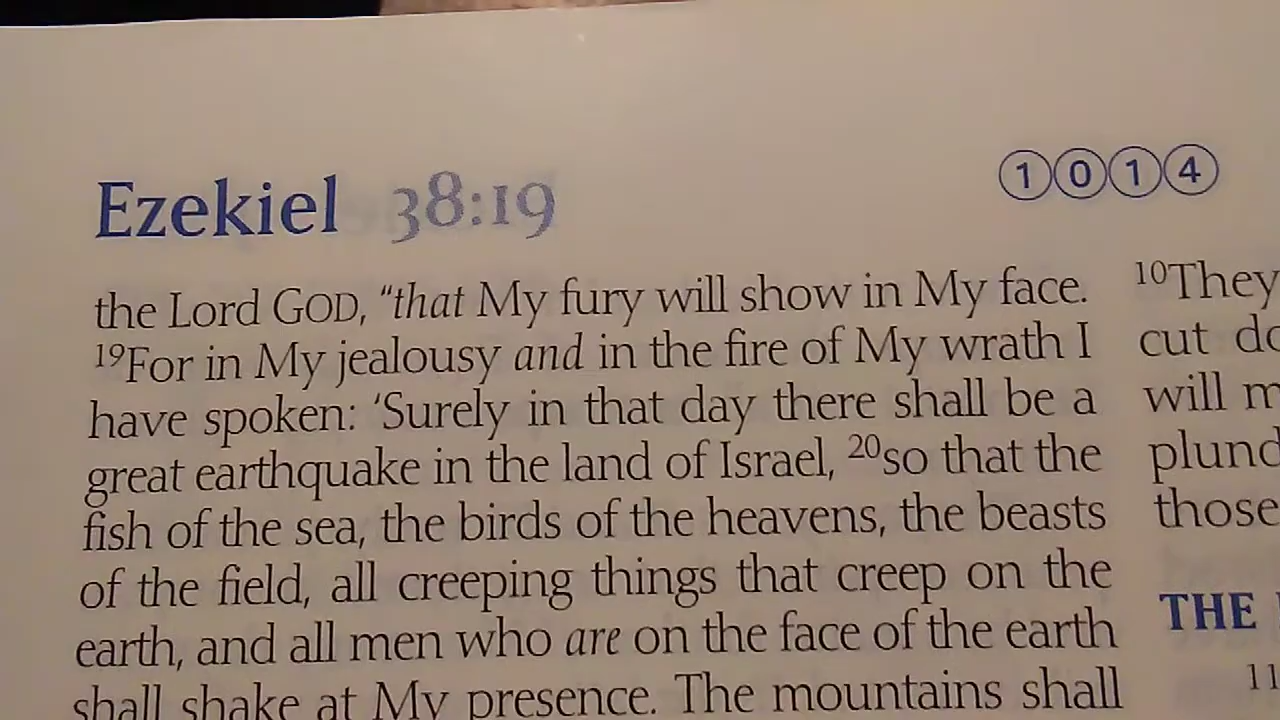 Ezekiel 38:19
1014
the Lord GOD, “that My fury will show in My face.
19For in My jealousy and in the fire of My wrath I
have spoken: ‘Surely in that day there shall be a
great earthquake in the land of Israel, 20so that the
fish of the sea, the birds of the heavens, the beasts
of the field, all creeping things that creep on the
earth, and all men who are on the face of the earth
shall shake at My presence. The mountains shall
10They
cut
will
those
THE
11